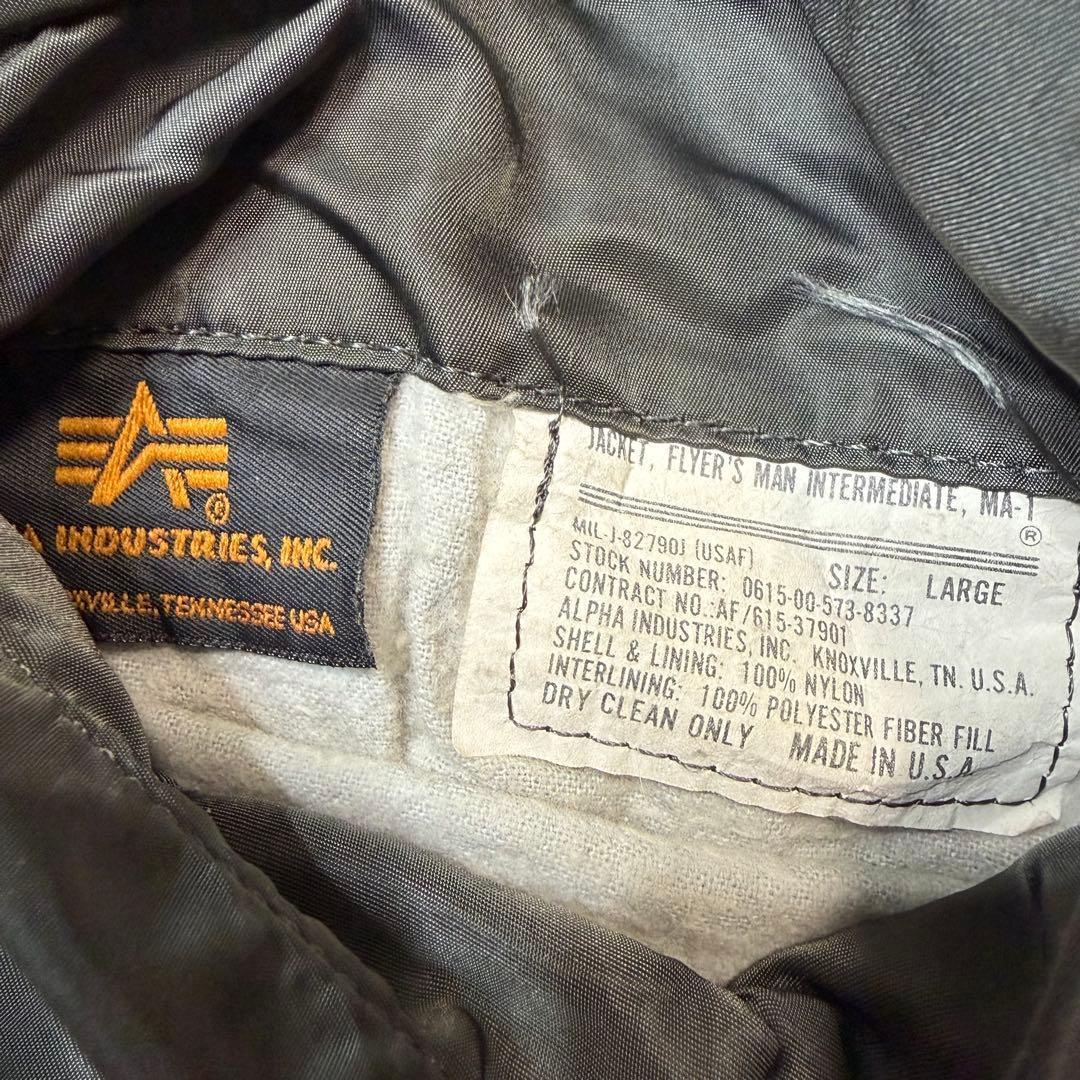 INDUSTRIES, INC.
TENNESSEE USA
®
JACKET, FLYER'S MAN INTERMEDIATE, MA-1
®
MIL-J-82790J (USAF)
SIZE: LARGE
STOCK NUMBER: 0615-00-573-8337
CONTRACT NO.:AF/615-37901
ALPHA INDUSTRIES, INC. KNOXVILLE, TN. U.S.A.
SHELL & LINING: 100% NYLON
INTERLINING: 100% POLYESTER FIBER FILL
DRY CLEAN ONLY MADE IN U.S.A